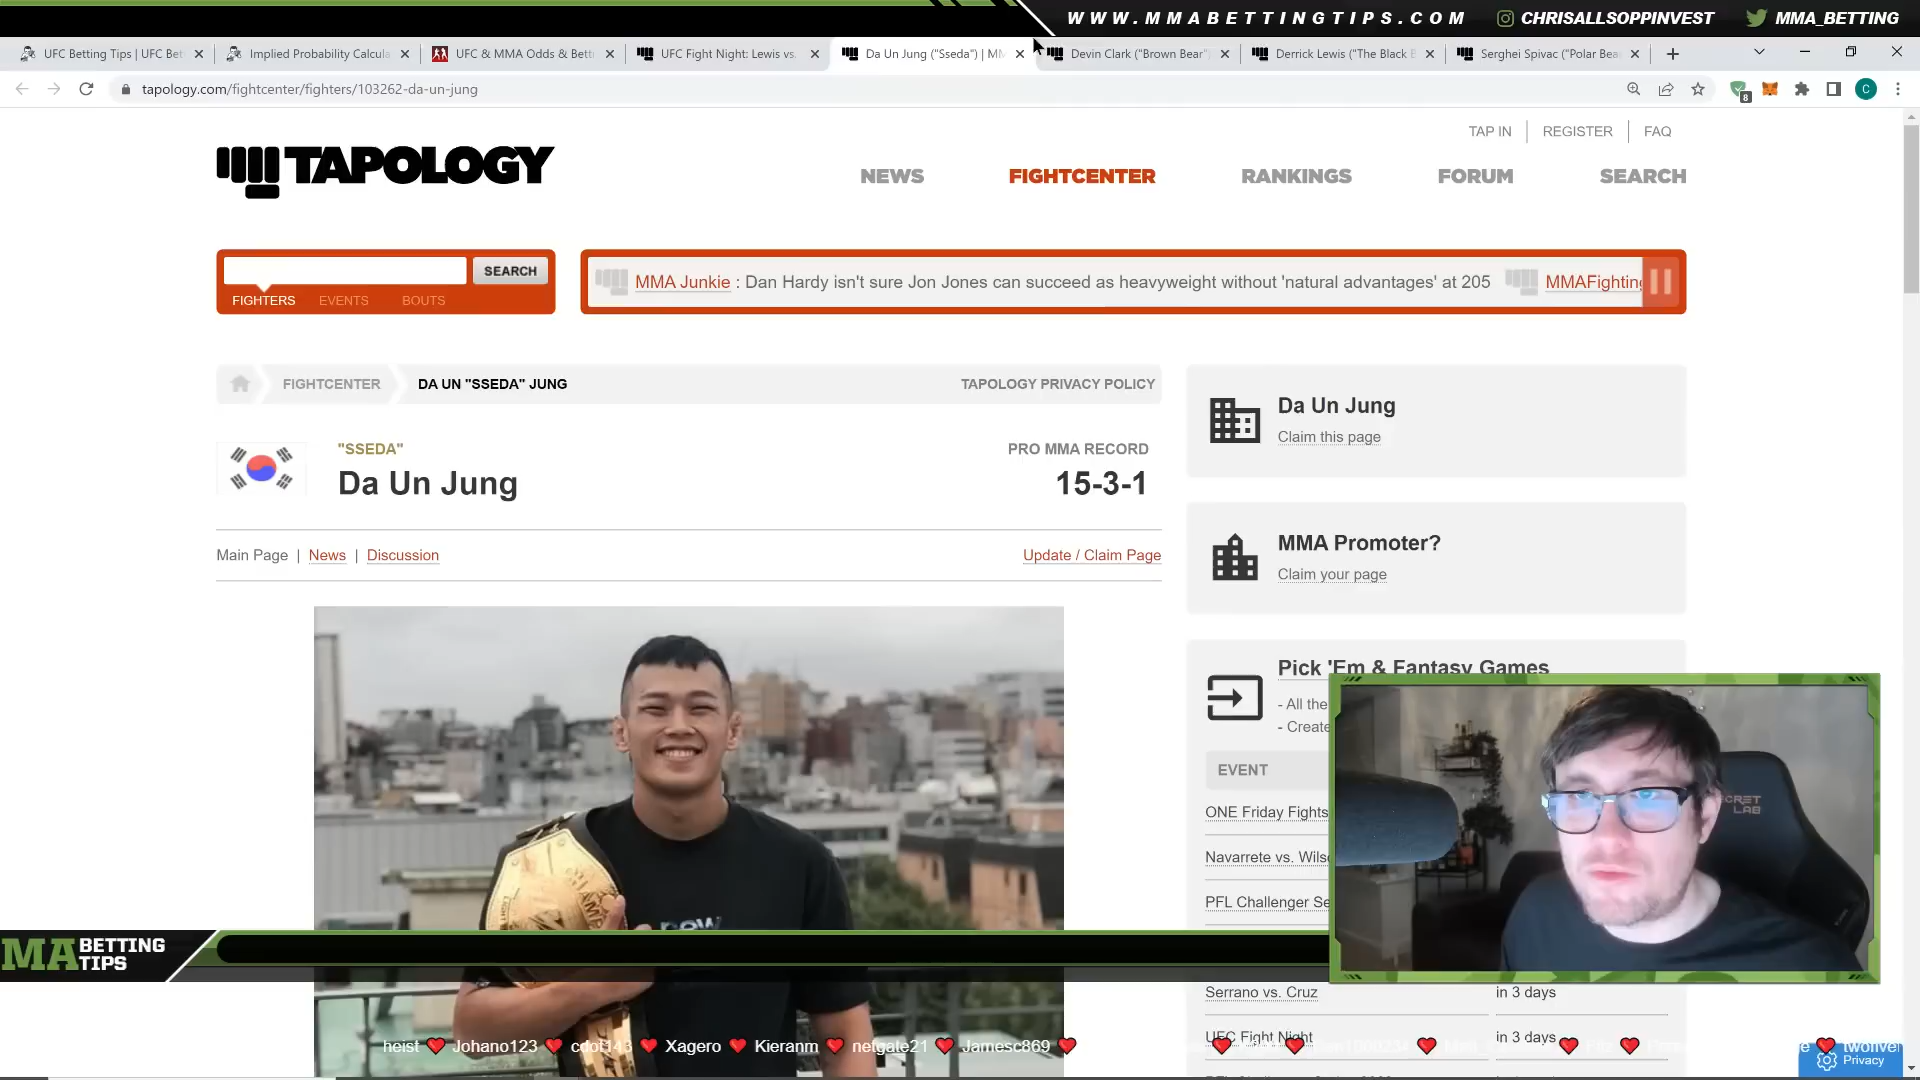 WWW.MMABETTINGTIPS.COM CHRISALLSOPPINVEST MMA_BETTING
UFC Betting Tips | UFC Bet Implied Probability Calcula UFC & MMA Odds & Bett UFC Fight Night: Lewis vs. Da Un Jung ("Sseda") | MM Devin Clark ("Brown Bear" Derrick Lewis ("The Black B Serghei Spivac ("Polar Bea
tapology.com/fightcenter/fighters/103262-da-un-jung 8 C
TAP IN REGISTER FAQ
TAPOLOGY
NEWS FIGHTCENTER RANKINGS FORUM SEARCH
SEARCH
FIGHTERS EVENTS BOUTS
MMA Junkie : Dan Hardy isn't sure Jon Jones can succeed as heavyweight without 'natural advantages' at 205 MMAFighting
FIGHTCENTER DA UN "SSEDA" JUNG TAPOLOGY PRIVACY POLICY
"SSEDA"
Da Un Jung
PRO MMA RECORD
15-3-1
Main Page | News | Discussion Update / Claim Page
Da Un Jung
Claim this page
MMA Promoter?
Claim your page
Pick 'Em & Fantasy Games
- All the
- Create
EVENT
ONE Friday Fights
Navarrete vs. Wils
PFL Challenger Se
Serrano vs. Cruz in 3 days
UFC Fight Night in 3 days
SECRET
LAB
MA BETTING
TIPS
heist Johano123 cdoi143 Xagero Kieranm nefgate21 Jamesc869
Privacy